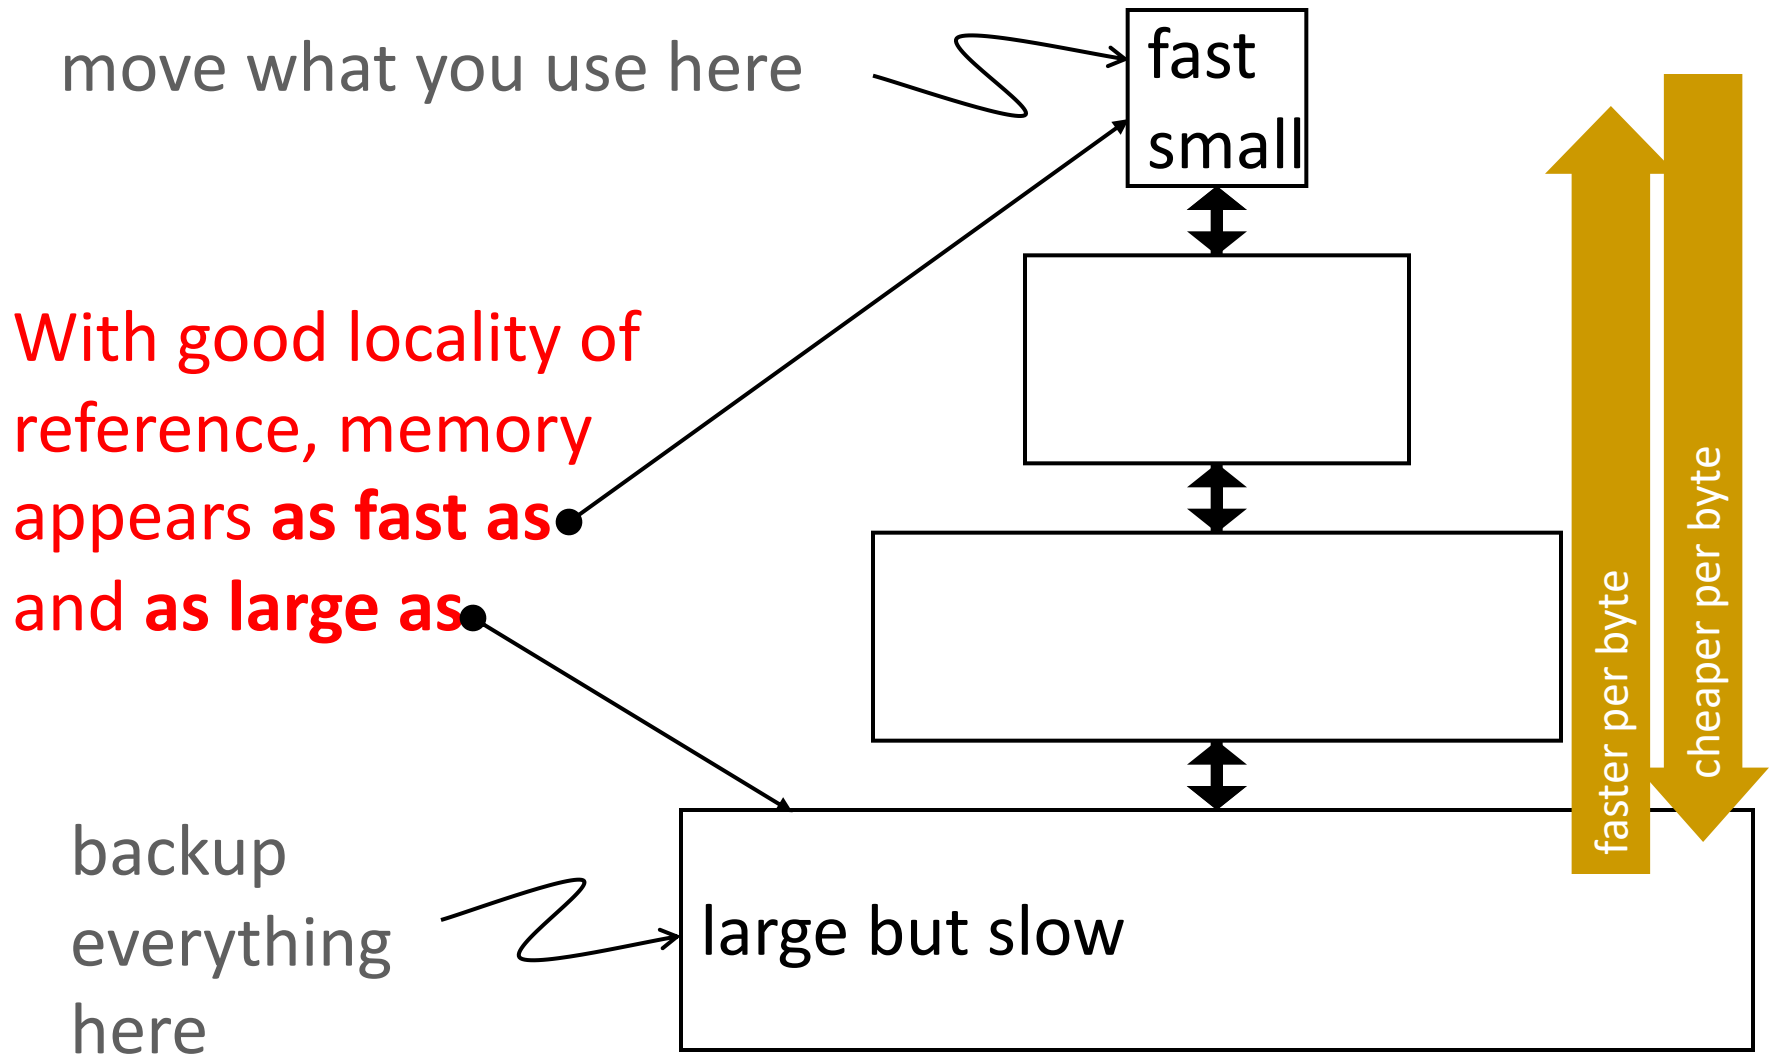 move what you use here
fast
small
With good locality of
reference, memory
appears as fast as
and as large as
faster per byte
cheaper per byte
backup
everything
here
large but slow